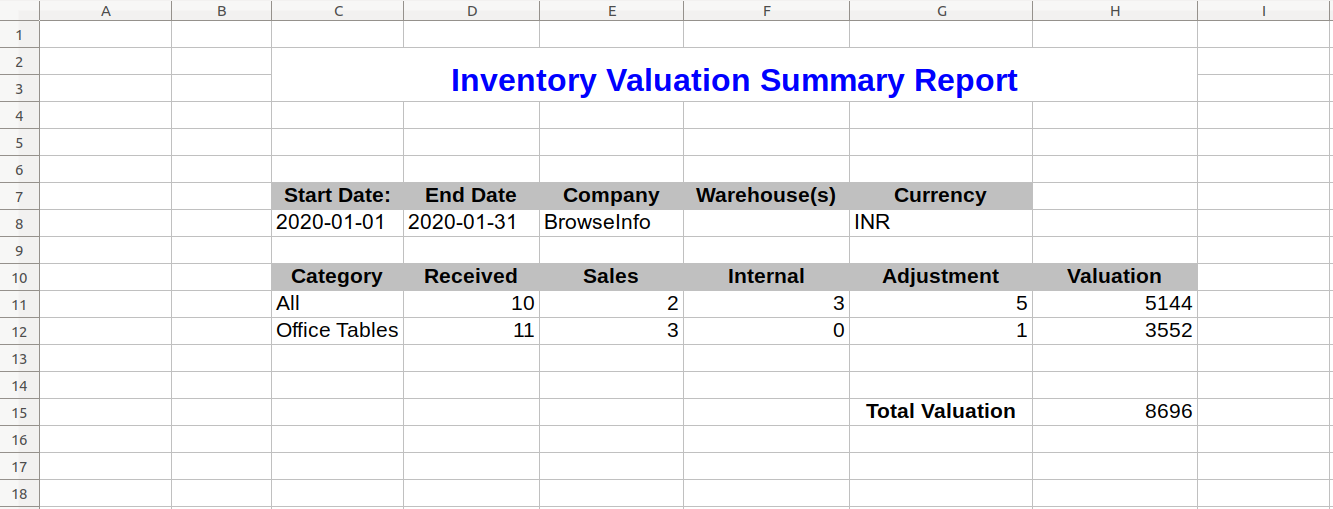 A B C D E F G H I
1
2
Inventory Valuation Summary Report
3
4
5
6
7 Start Date: End Date Company Warehouse(s) Currency
8 2020-01-01 2020-01-31 BrowseInfo INR
9
10 Category Received Sales Internal Adjustment Valuation
11 All 10 2 3 5 5144
12 Office Tables 11 3 0 1 3552
13
14
15 Total Valuation 8696
16
17
18